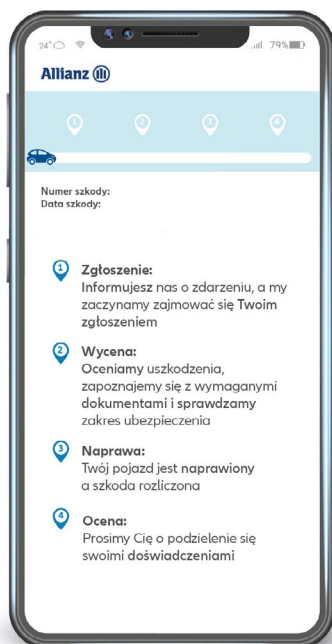 24°
79%
Allianz
1 2 3 4
Numer szkody:
Data szkody:
1 Zgłoszenie:
Informujesz nas o zdarzeniu, a my
zaczynamy zajmować się Twoim
zgłoszeniem
2 Wycena:
Oceniamy uszkodzenia,
zapoznajemy się z wymaganymi
dokumentami i sprawdzamy
zakres ubezpieczenia
3 Naprawa:
Twój pojazd jest naprawiony
a szkoda rozliczona
4 Ocena:
Prosimy Cię o podzielenie się
swoimi doświadczeniami